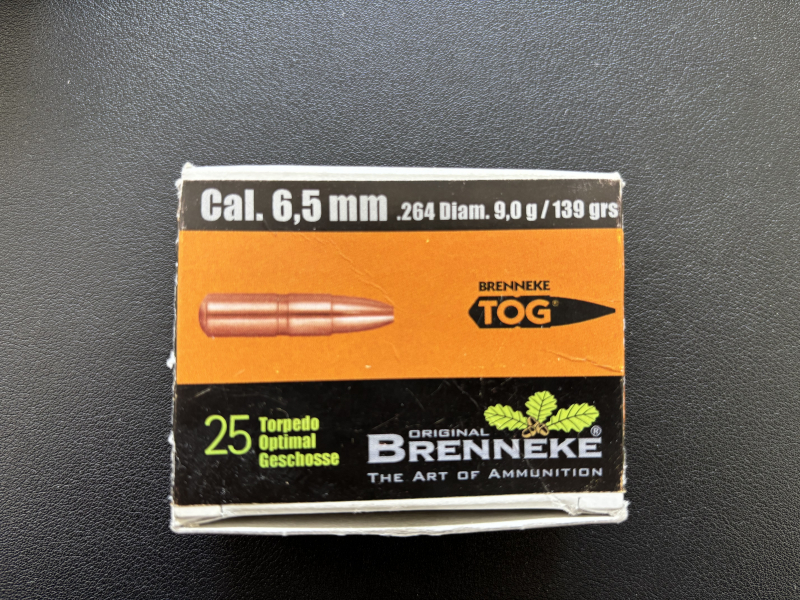 Cal. 6,5 mm .264 Diam. 9,0 g / 139 grs
BRENNEKE
TOG®
25 Torpedo
Optimal
Geschosse
ORIGINAL
BRENNEKE®
THE ART OF AMMUNITION